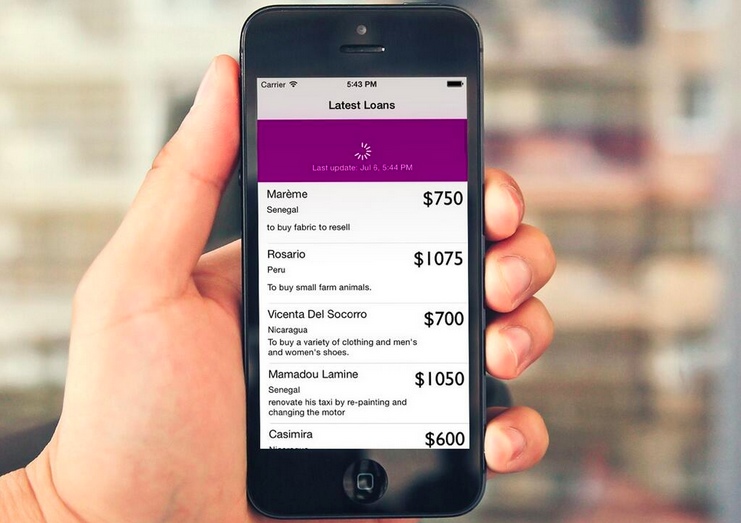 Carrier 5:43 PM
Latest Loans
Last update: Jul 6, 5:44 PM
Marème $750
Senegal
to buy fabric to resell
Rosario $1075
Peru
To buy small farm animals.
Vicenta Del Socorro $700
Nicaragua
To buy a variety of clothing and men's
and women's shoes.
Mamadou Lamine $1050
Senegal
renovate his taxi by re-painting and
changing the motor
Casimira $600